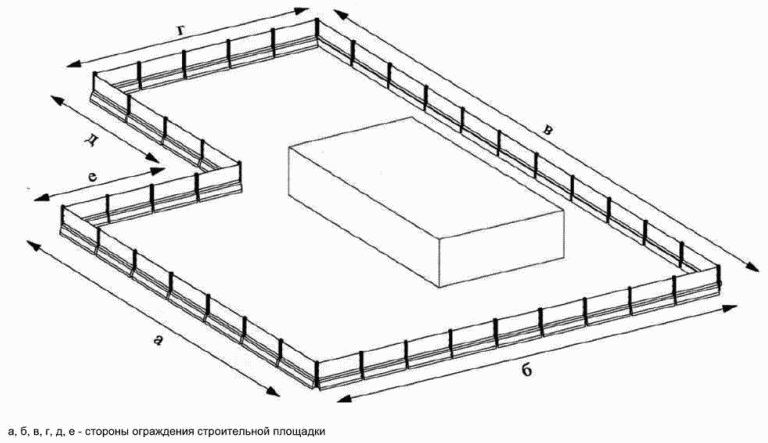 г
в
д
е
а
б
а, б, в, г, д, е - стороны ограждения строительной площадки